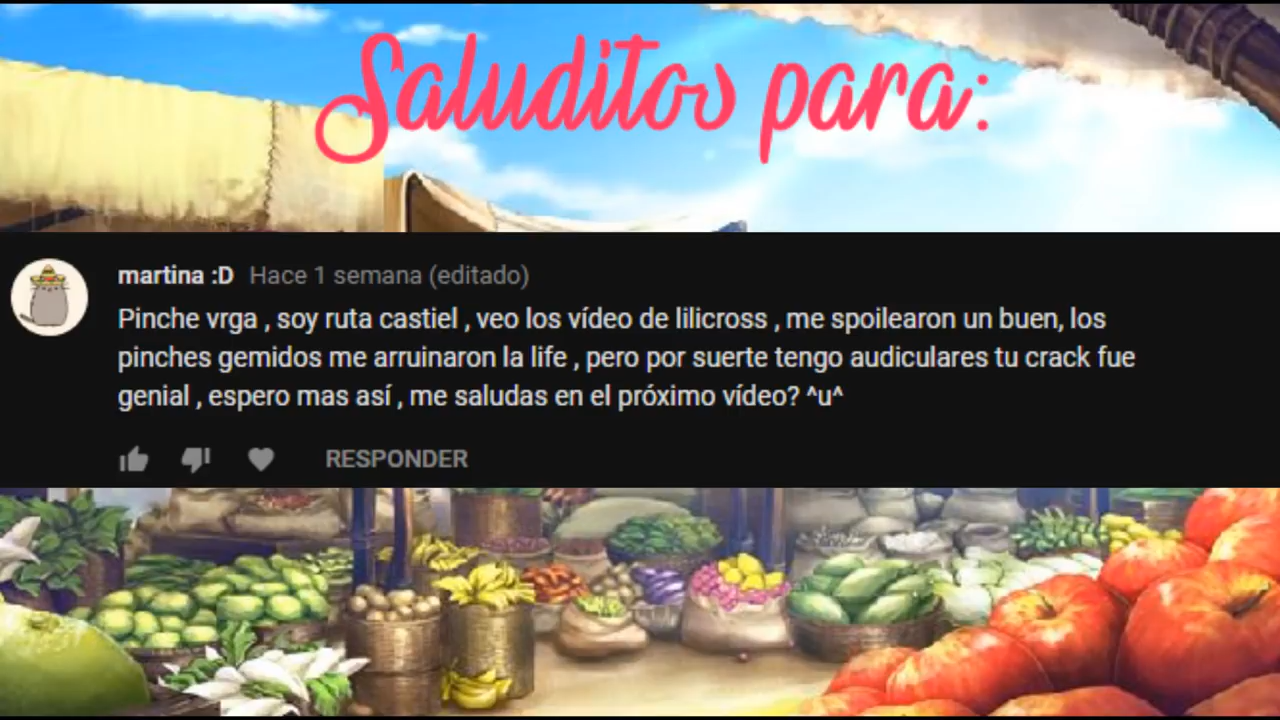 Saluditos para:
martina :D Hace 1 semana (editado)
Pinche vrga , soy ruta castiel , veo los vídeo de lilicross , me spoilearon un buen, los
pinches gemidos me arruinaron la life , pero por suerte tengo audiculares tu crack fue
genial , espero mas así , me saludas en el próximo vídeo? ^u^
RESPONDER